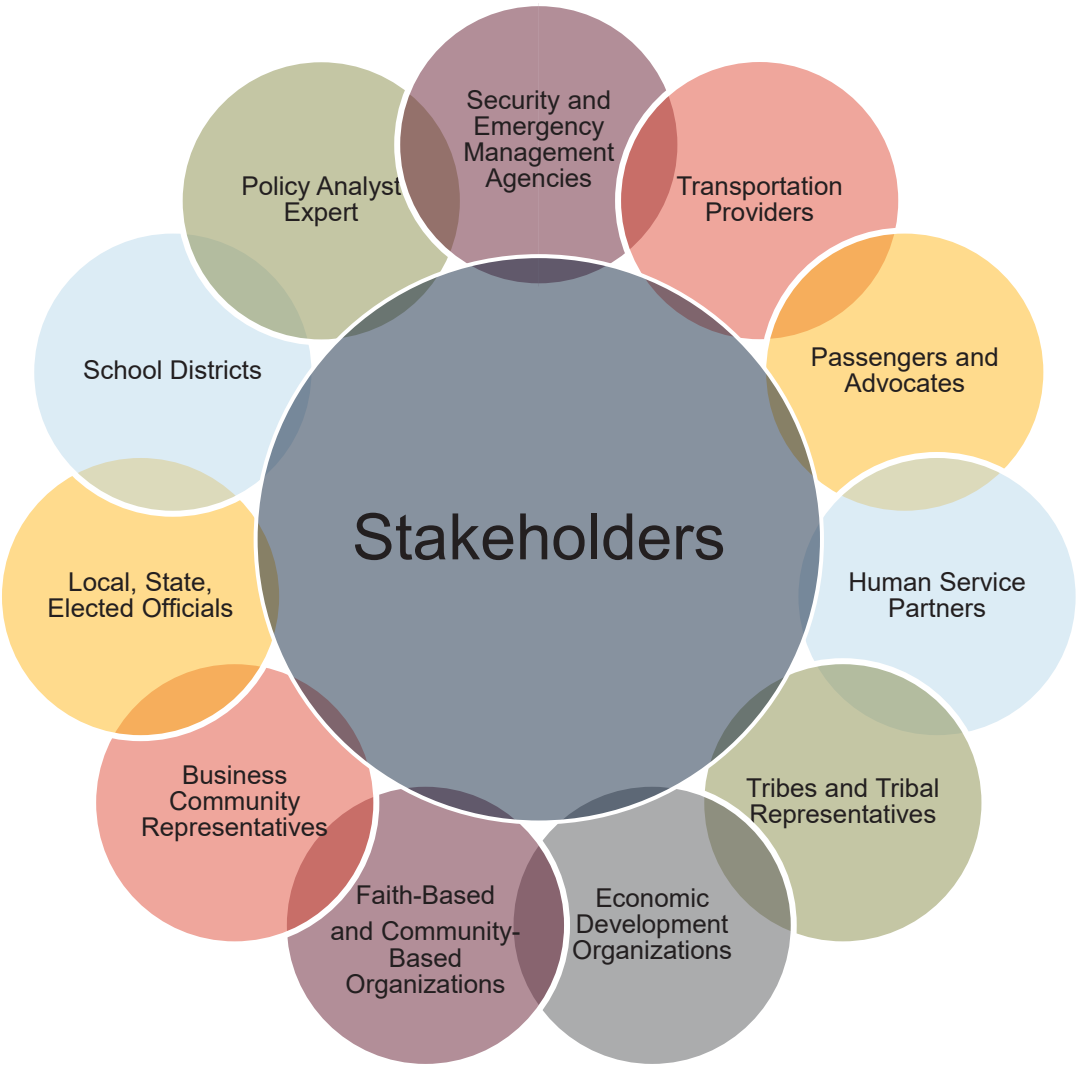 Security and
Emergency
Management
Agencies
Transportation
Providers
Passengers and
Advocates
Human Service
Partners
Tribes and Tribal
Representatives
Economic
Development
Organizations
Faith-Based
and Community-
Based
Organizations
Business
Community
Representatives
Local, State,
Elected Officials
School Districts
Policy Analyst
Expert
Stakeholders